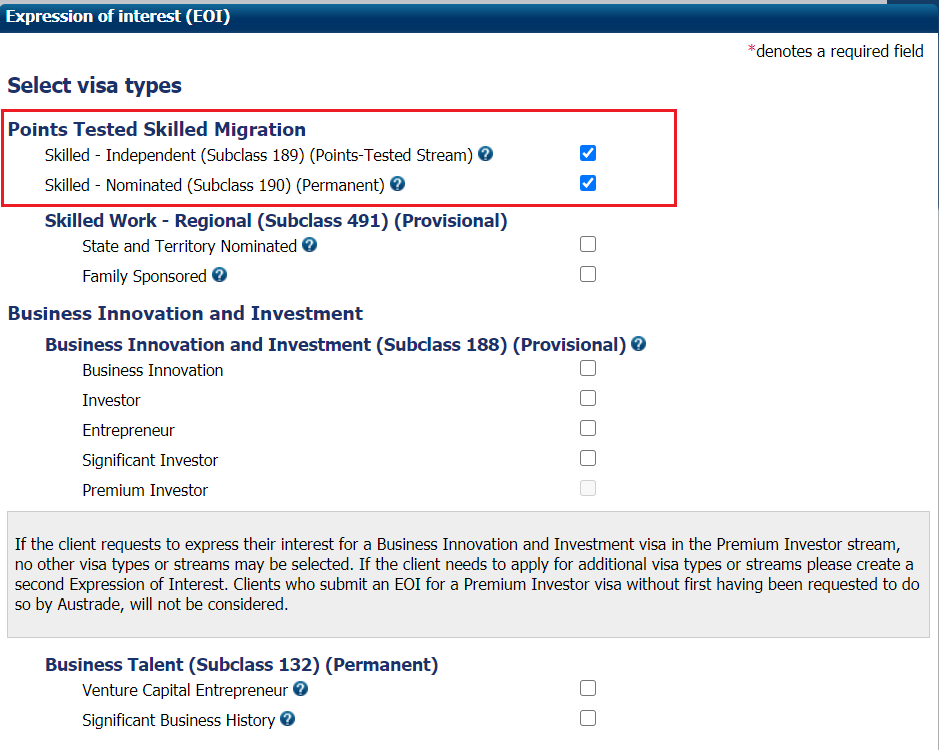 Expression of interest (EOI)
*denotes a required field
Select visa types
Points Tested Skilled Migration
Skilled - Independent (Subclass 189) (Points-Tested Stream) ?
Skilled - Nominated (Subclass 190) (Permanent) ?
Skilled Work - Regional (Subclass 491) (Provisional)
State and Territory Nominated ?
Family Sponsored ?
Business Innovation and Investment
Business Innovation and Investment (Subclass 188) (Provisional) ?
Business Innovation
Investor
Entrepreneur
Significant Investor
Premium Investor
If the client requests to express their interest for a Business Innovation and Investment visa in the Premium Investor stream,
no other visa types or streams may be selected. If the client needs to apply for additional visa types or streams please create a
second Expression of Interest. Clients who submit an EOI for a Premium Investor visa without first having been requested to do
so by Austrade, will not be considered.
Business Talent (Subclass 132) (Permanent)
Venture Capital Entrepreneur ?
Significant Business History ?